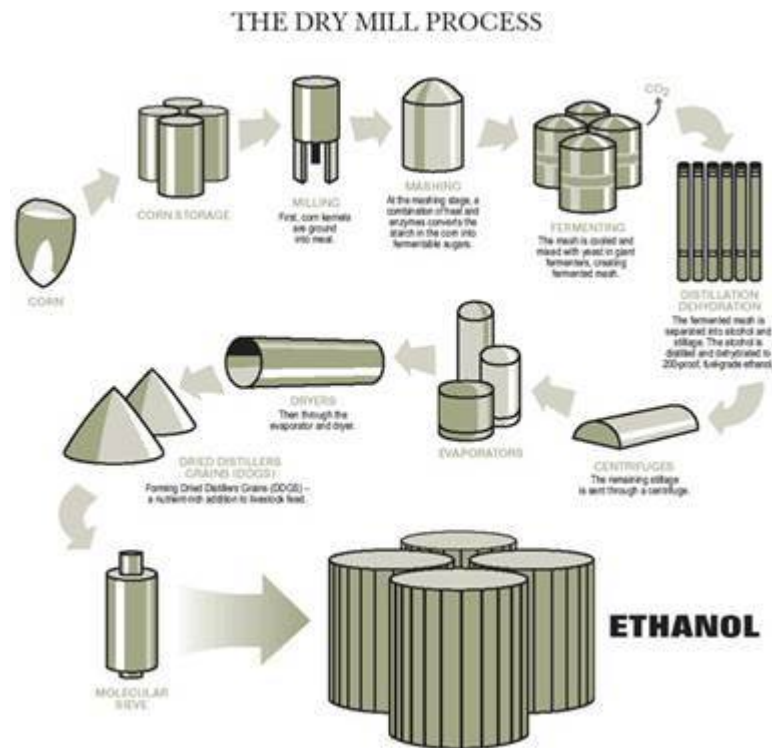 THE DRY MILL PROCESS
CO2
CORN STORAGE
MILLING
First, corn kernels
are ground
into meal.
MASHING
At the mashing stage, a
combination of heat and
enzymes converts the
starch in the corn into
fermentable sugars.
FERMENTING
The mash is cooled and
mixed with yeast in giant
fermenters, creating
fermented mash.
CORN
DISTILLATION
DEHYDRATION
The fermented mash is
separated into alcohol and
stillage. The alcohol is
distilled and dehydrated to
200-proof, fuel-grade ethanol.
DRYERS
Then through the
evaporator and dryer.
EVAPORATORS
CENTRIFUGES
The remaining stillage
is sent through a centrifuge.
DRIED DISTILLERS
GRAINS (DDGS)
Forming Dried Distillers Grains (DDGS) –
a nutrient-rich addition to livestock feed.
MOLECULAR
SIEVE
ETHANOL